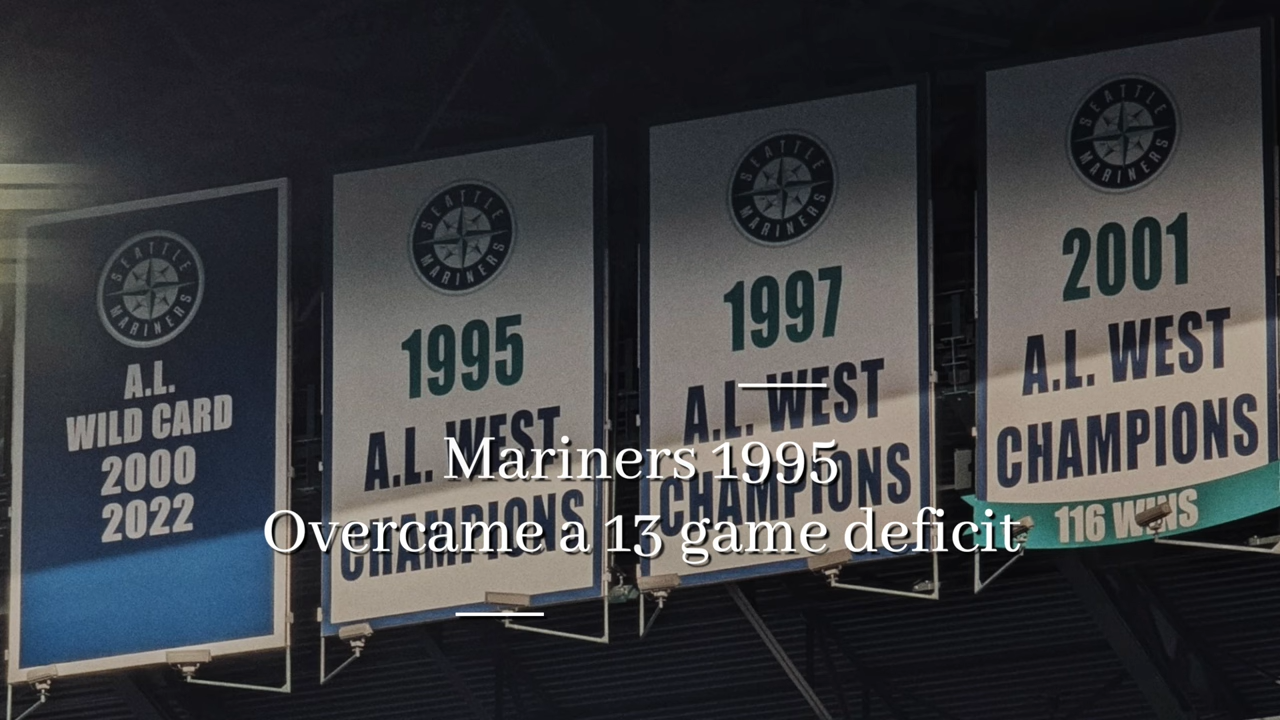 SEATTLE
MARINERS
A.L.
WILD CARD
2000
2022
SEATTLE
MARINERS
1995
A.L. WEST
CHAMPIONS
SEATTLE
MARINERS
1997
A.L. WEST
CHAMPIONS
SEATTLE
MARINERS
2001
A.L. WEST
CHAMPIONS
116 WINS
Mariners 1995
Overcame a 13 game deficit